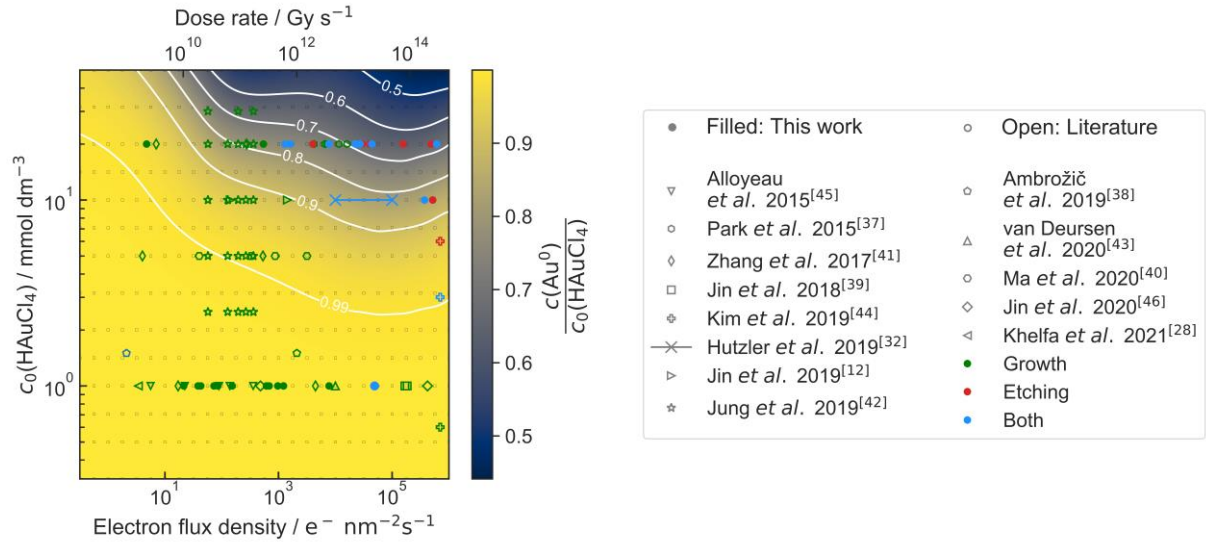 Dose rate / Gy s⁻¹
10¹⁰ 10¹² 10¹⁴
c₀(HAuCl₄) / mmol dm⁻³
10¹
10⁰
0.5
0.6
0.7
0.8
0.9
0.99
10¹ 10³ 10⁵
Electron flux density / e⁻ nm⁻²s⁻¹
0.9
0.8
0.7
0.6
0.5
c(Au⁰)
c₀(HAuCl₄)
Filled: This work
Alloyeau
et al. 2015[45]
Park et al. 2015[37]
Zhang et al. 2017[41]
Jin et al. 2018[39]
Kim et al. 2019[44]
Hutzler et al. 2019[32]
Jin et al. 2019[12]
Jung et al. 2019[42]
Open: Literature
Ambrožič
et al. 2019[38]
van Deursen
et al. 2020[43]
Ma et al. 2020[40]
Jin et al. 2020[46]
Khelfa et al. 2021[28]
Growth
Etching
Both